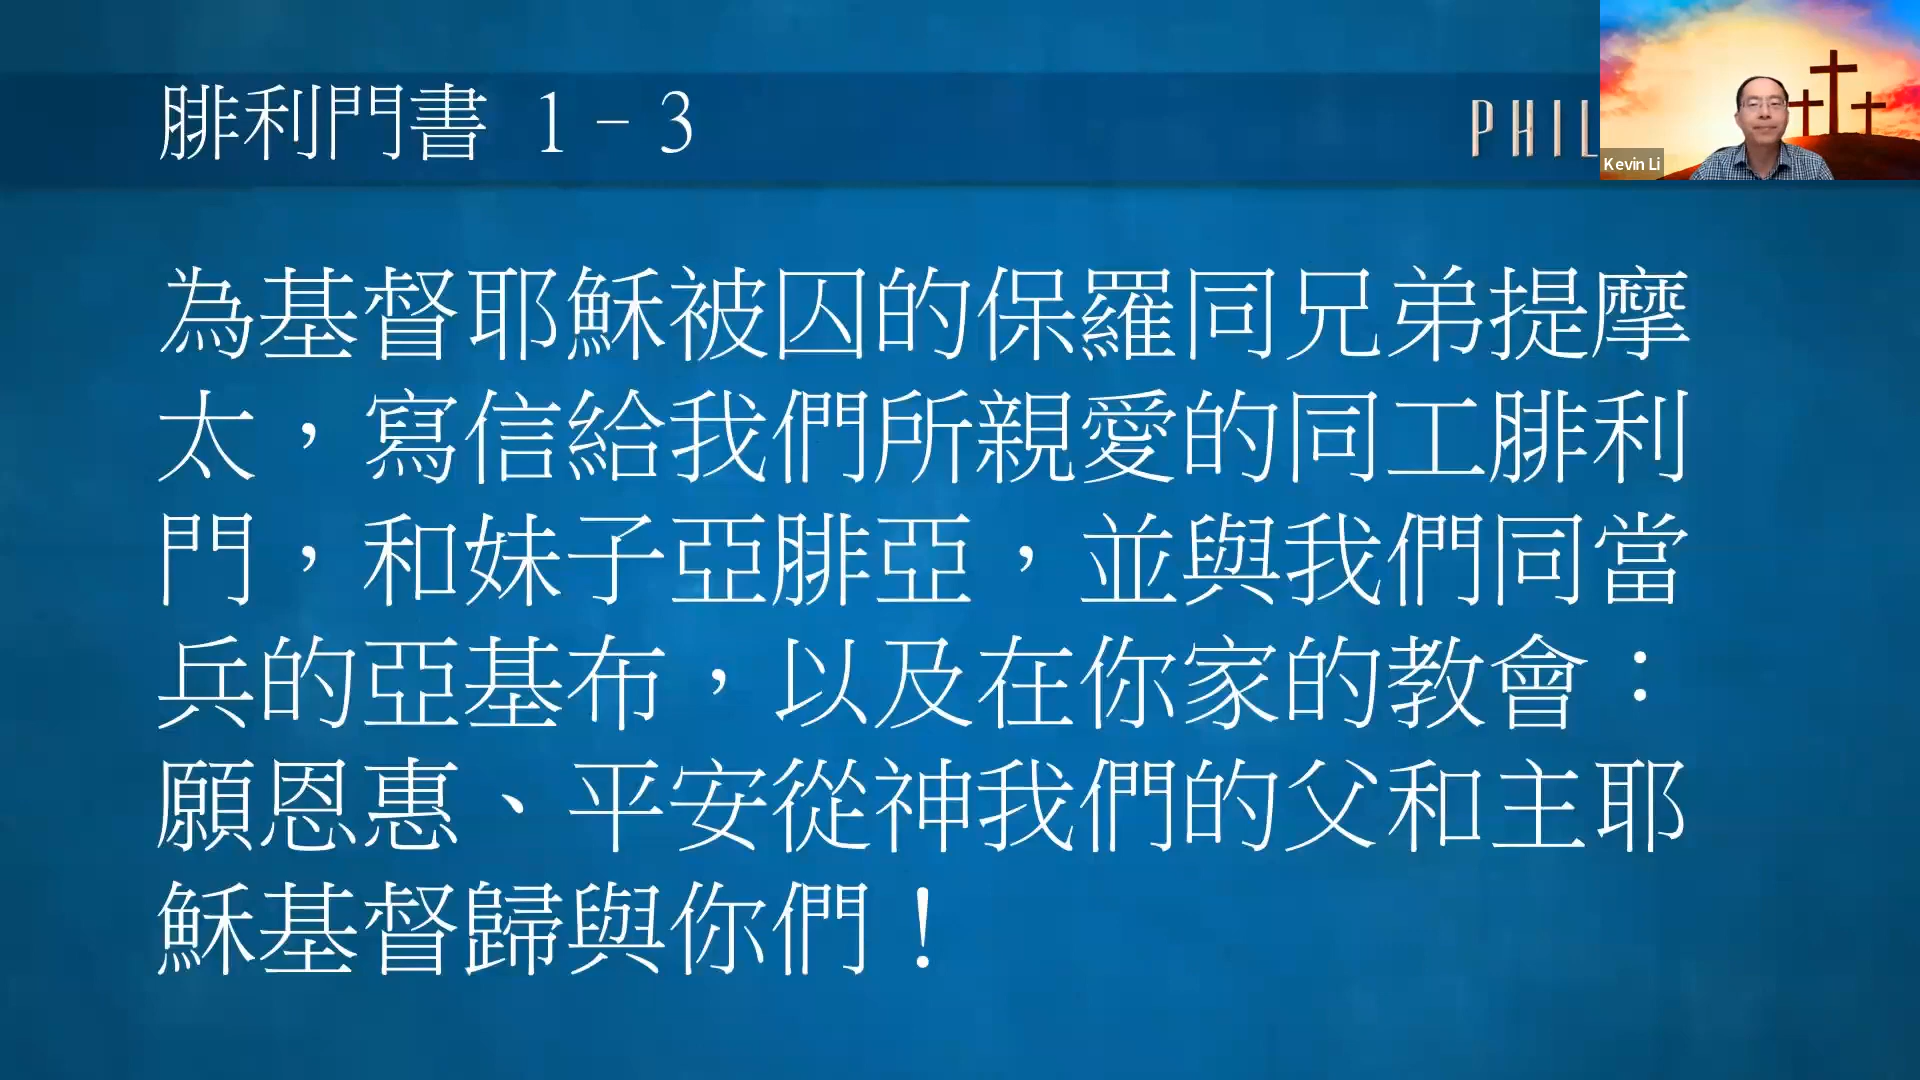 腓利門書 1-3
PHIL
Kevin Li
為基督耶穌被囚的保羅同兄弟提摩
太，寫信給我們所親愛的同工腓利
門，和妹子亞腓亞，並與我們同當
兵的亞基布，以及在你家的教會：
願恩惠、平安從神我們的父和主耶
穌基督歸與你們！